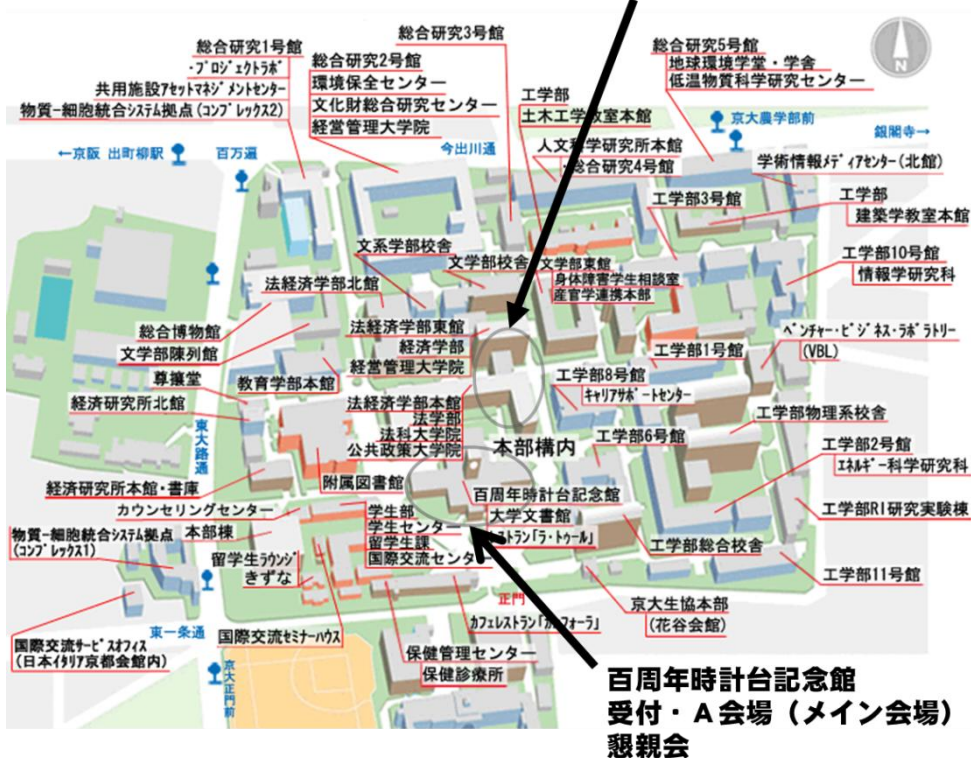 総合研究1号館
・プロジェクトラボ
共用施設アセットマネジメントセンター
物質-細胞統合システム拠点(コンプレックス2)
総合研究2号館
環境保全センター
文化財総合研究センター
経営管理大学院
総合研究3号館
工学部
土木工学教室本館
人文科学研究所本館
・総合研究4号館
総合研究5号館
地球環境学堂・学舎
低温物質科学研究センター
N
京大農学部前
銀閣寺→
←京阪 出町柳駅
百万遍
今出川通
学術情報メディアセンター(北館)
工学部3号館
工学部
建築学教室本館
文系学部校舎
文学部校舎
文学部東館
身体障害学生相談室
産官学連携本部
工学部10号館
情報学研究科
法経済学部北館
総合博物館
文学部陳列館
法経済学部東館
経済学部
経営管理大学院
工学部1号館
ベンチャー・ビジネス・ラボラトリー
(VBL)
尊攘堂
教育学部本館
経済研究所北館
法経済学部本館
法学部
法科大学院
公共政策大学院
工学部8号館
キャリアサポートセンター
工学部物理系校舎
東大路通
本部構内
工学部6号館
工学部2号館
エネルギー科学研究科
経済研究所本館・書庫
附属図書館
百周年時計台記念館
大学文書館
レストラン「ラ・トゥール」
工学部RI研究実験棟
カウンセリングセンター
学生部
学生センター
留学生課
国際交流センター
物質-細胞統合システム拠点
(コンプレックス1)
本部棟
留学生ラウンジ
きずな
工学部総合校舎
工学部11号館
正門
京大生協本部
(花谷会館)
カフェレストラン「カンフォーラ」
東一条通
国際交流セミナーハウス
国際交流サービスオフィス
(日本イタリア京都会館内)
保健管理センター
保健診療所
京大正門前
百周年時計台記念館
受付・A会場(メイン会場)
懇親会